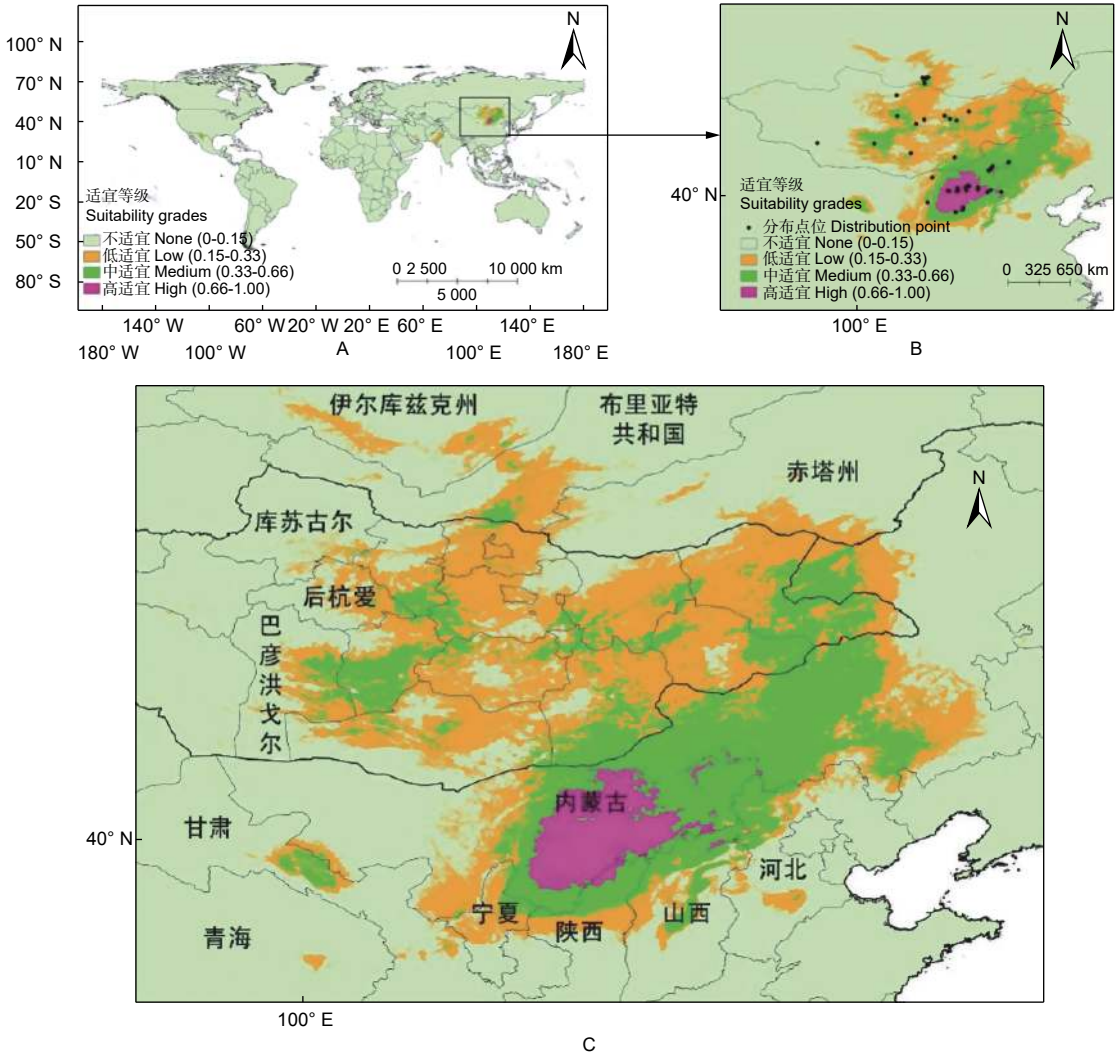 N
100° N
70° N
40° N
10° N
20° S
50° S
80° S
适宜等级
Suitability grades
不适宜 None (0-0.15)
低适宜 Low (0.15-0.33)
中适宜 Medium (0.33-0.66)
高适宜 High (0.66-1.00)
0 2 500 10 000 km
5 000
140° W 60° W 20° W 20° E 60° E 140° E
180° W 100° W 100° E 180° E
A
N
40° N
适宜等级
Suitability grades
分布点位 Distribution point
不适宜 None (0-0.15)
低适宜 Low (0.15-0.33)
中适宜 Medium (0.33-0.66)
高适宜 High (0.66-1.00)
0 325 650 km
100° E
B
伊尔库兹克州
布里亚特
共和国
赤塔州
N
库苏古尔
后杭爱
巴彦洪戈尔
内蒙古
甘肃
40° N
河北
宁夏
山西
陕西
青海
100° E
C